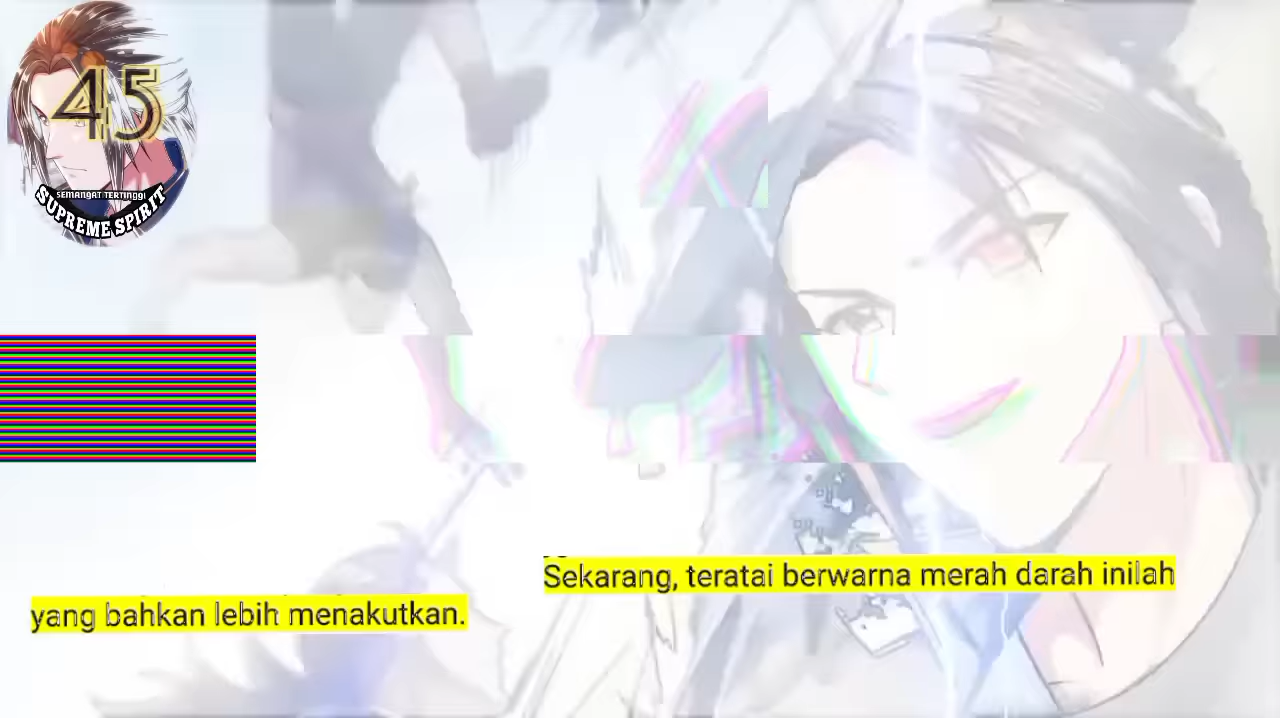 45
SEMANGAT TERTINGGI
SUPREME SPIRIT
Sekarang, teratai berwarna merah darah inilah
yang bahkan lebih menakutkan.